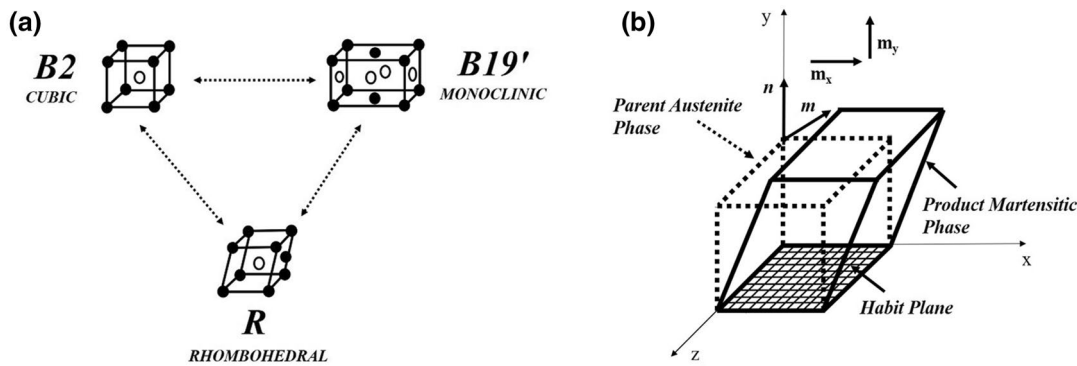 (a)
B2
CUBIC
B19'
MONOCLINIC
R
RHOMBOHEDRAL
(b)
y
m_y
m_x
n
m
Parent Austenite
Phase
Product Martensitic
Phase
x
Habit Plane
z